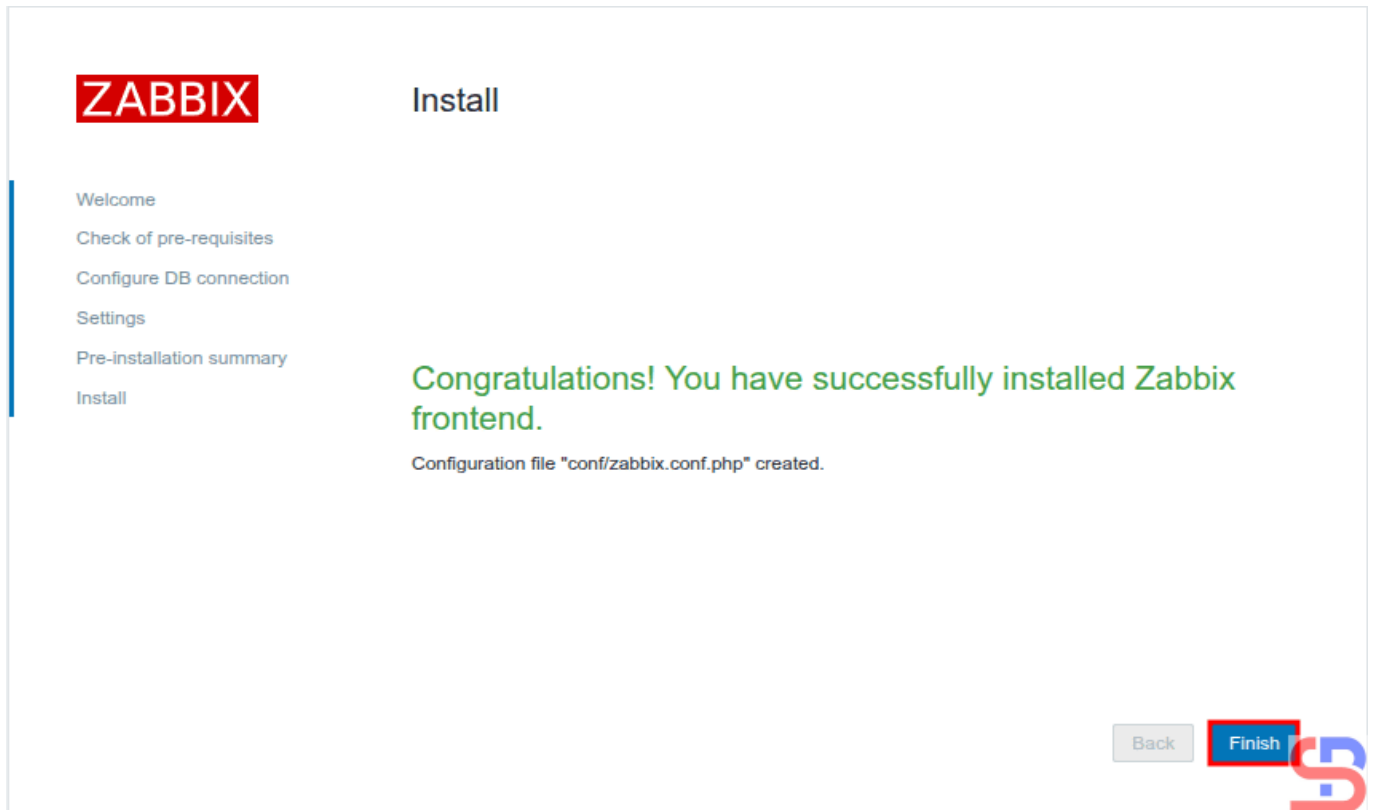 ZABBIX
Install
Welcome
Check of pre-requisites
Configure DB connection
Settings
Pre-installation summary
Install
Congratulations! You have successfully installed Zabbix
frontend.
Configuration file "conf/zabbix.conf.php" created.
Back
Finish